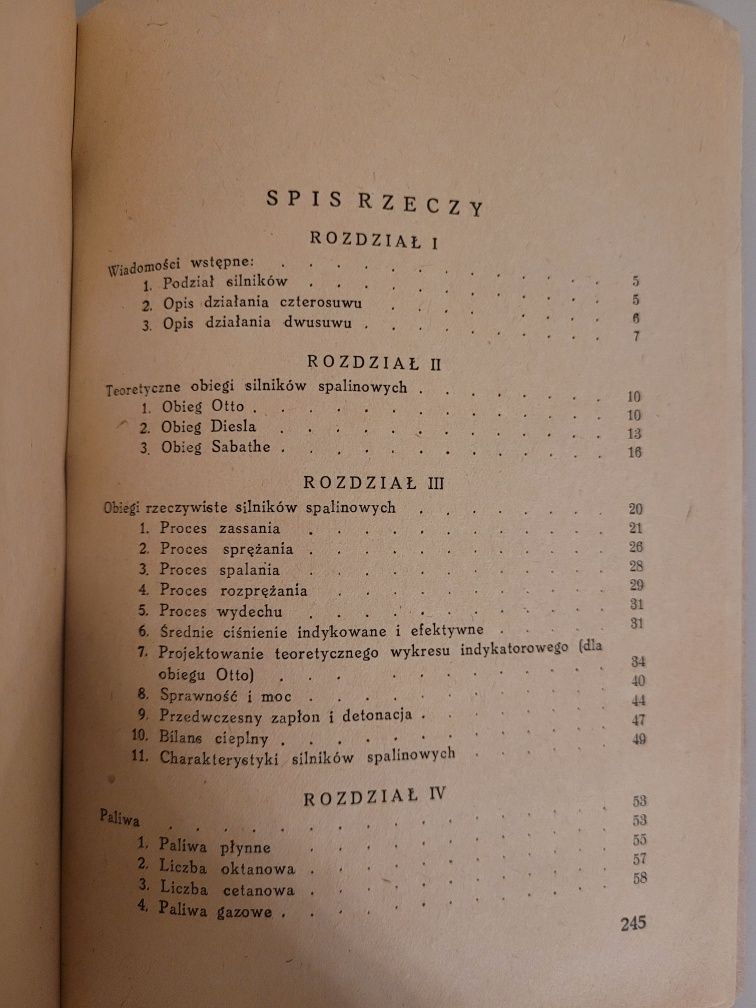 SPIS RZECZY
ROZDZIAŁ I
Wiadomości wstępne: . . . . . . . . . . . . 5
1. Podział silników . . . . . . . . . . . . 5
2. Opis działania czterosuwu . . . . . . . . 6
3. Opis działania dwusuwu . . . . . . . . . 7
ROZDZIAŁ II
Teoretyczne obiegi silników spalinowych . . . . . . . 10
1. Obieg Otto . . . . . . . . . . . . . 10
2. Obieg Diesla . . . . . . . . . . . . 13
3. Obieg Sabathe . . . . . . . . . . . . 16
ROZDZIAŁ III
Obiegi rzeczywiste silników spalinowych . . . . . . . 20
1. Proces zassania . . . . . . . . . . . 21
2. Proces sprężania . . . . . . . . . . . 26
3. Proces spalania . . . . . . . . . . . 28
4. Proces rozprężania . . . . . . . . . . 29
5. Proces wydechu . . . . . . . . . . . 31
6. Średnie ciśnienie indykowane i efektywne . . . . . 31
7. Projektowanie teoretycznego wykresu indykatorowego (dla
obiegu Otto) . . . . . . . . . . . 34
8. Sprawność i moc . . . . . . . . . . . 40
9. Przedwczesny zapłon i detonacja . . . . . . . 44
10. Bilans cieplny . . . . . . . . . . . . 47
11. Charakterystyki silników spalinowych . . . . . 49
ROZDZIAŁ IV
Paliwa . . . . . . . . . . . . . . . . 53
1. Paliwa płynne . . . . . . . . . . . 53
2. Liczba oktanowa . . . . . . . . . . . 55
3. Liczba cetanowa . . . . . . . . . . . 57
4. Paliwa gazowe . . . . . . . . . . . . 58
245